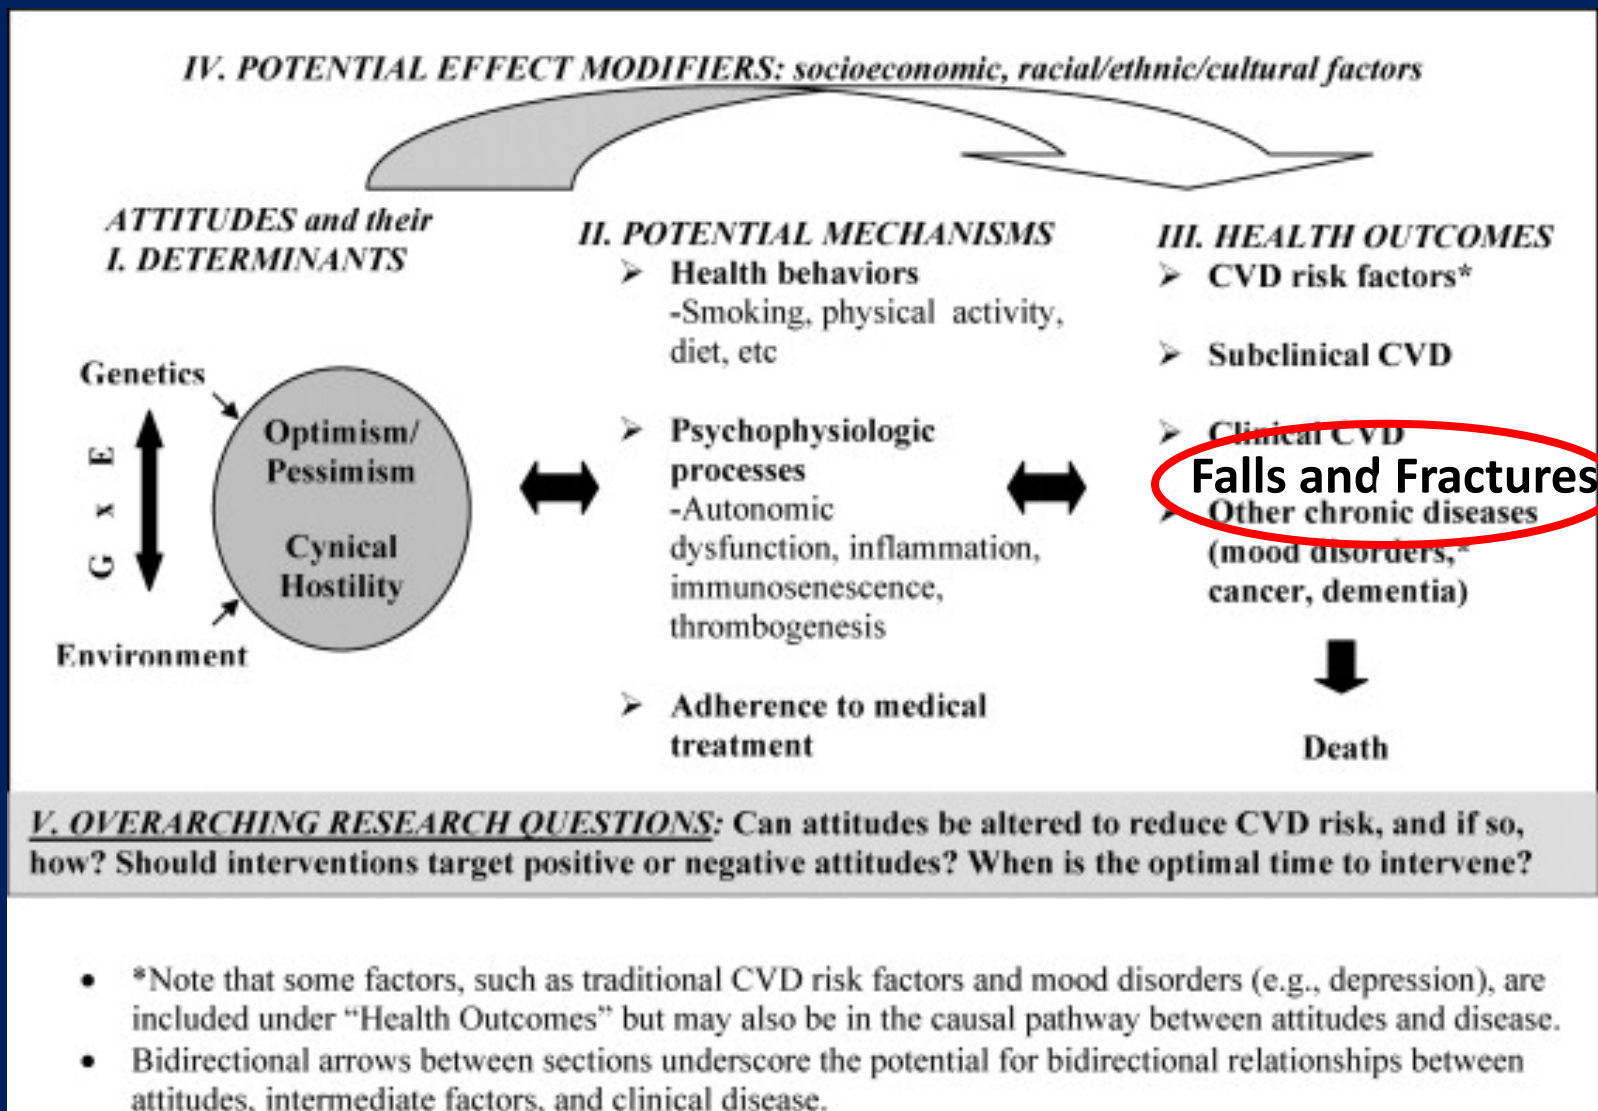 IV. POTENTIAL EFFECT MODIFIERS: socioeconomic, racial/ethnic/cultural factors
ATTITUDES and their
I. DETERMINANTS
Genetics
G x E
Optimism/
Pessimism
Cynical
Hostility
Environment
II. POTENTIAL MECHANISMS
➢ Health behaviors
-Smoking, physical activity,
diet, etc
➢ Psychophysiologic
processes
-Autonomic
dysfunction, inflammation,
immunosenescence,
thrombogenesis
➢ Adherence to medical
treatment
III. HEALTH OUTCOMES
➢ CVD risk factors*
➢ Subclinical CVD
➢ Clinical CVD
Falls and Fractures
➢ Other chronic diseases
(mood disorders,*
cancer, dementia)
Death
V. OVERARCHING RESEARCH QUESTIONS: Can attitudes be altered to reduce CVD risk, and if so,
how? Should interventions target positive or negative attitudes? When is the optimal time to intervene?
• *Note that some factors, such as traditional CVD risk factors and mood disorders (e.g., depression), are
included under “Health Outcomes” but may also be in the causal pathway between attitudes and disease.
• Bidirectional arrows between sections underscore the potential for bidirectional relationships between
attitudes, intermediate factors, and clinical disease.